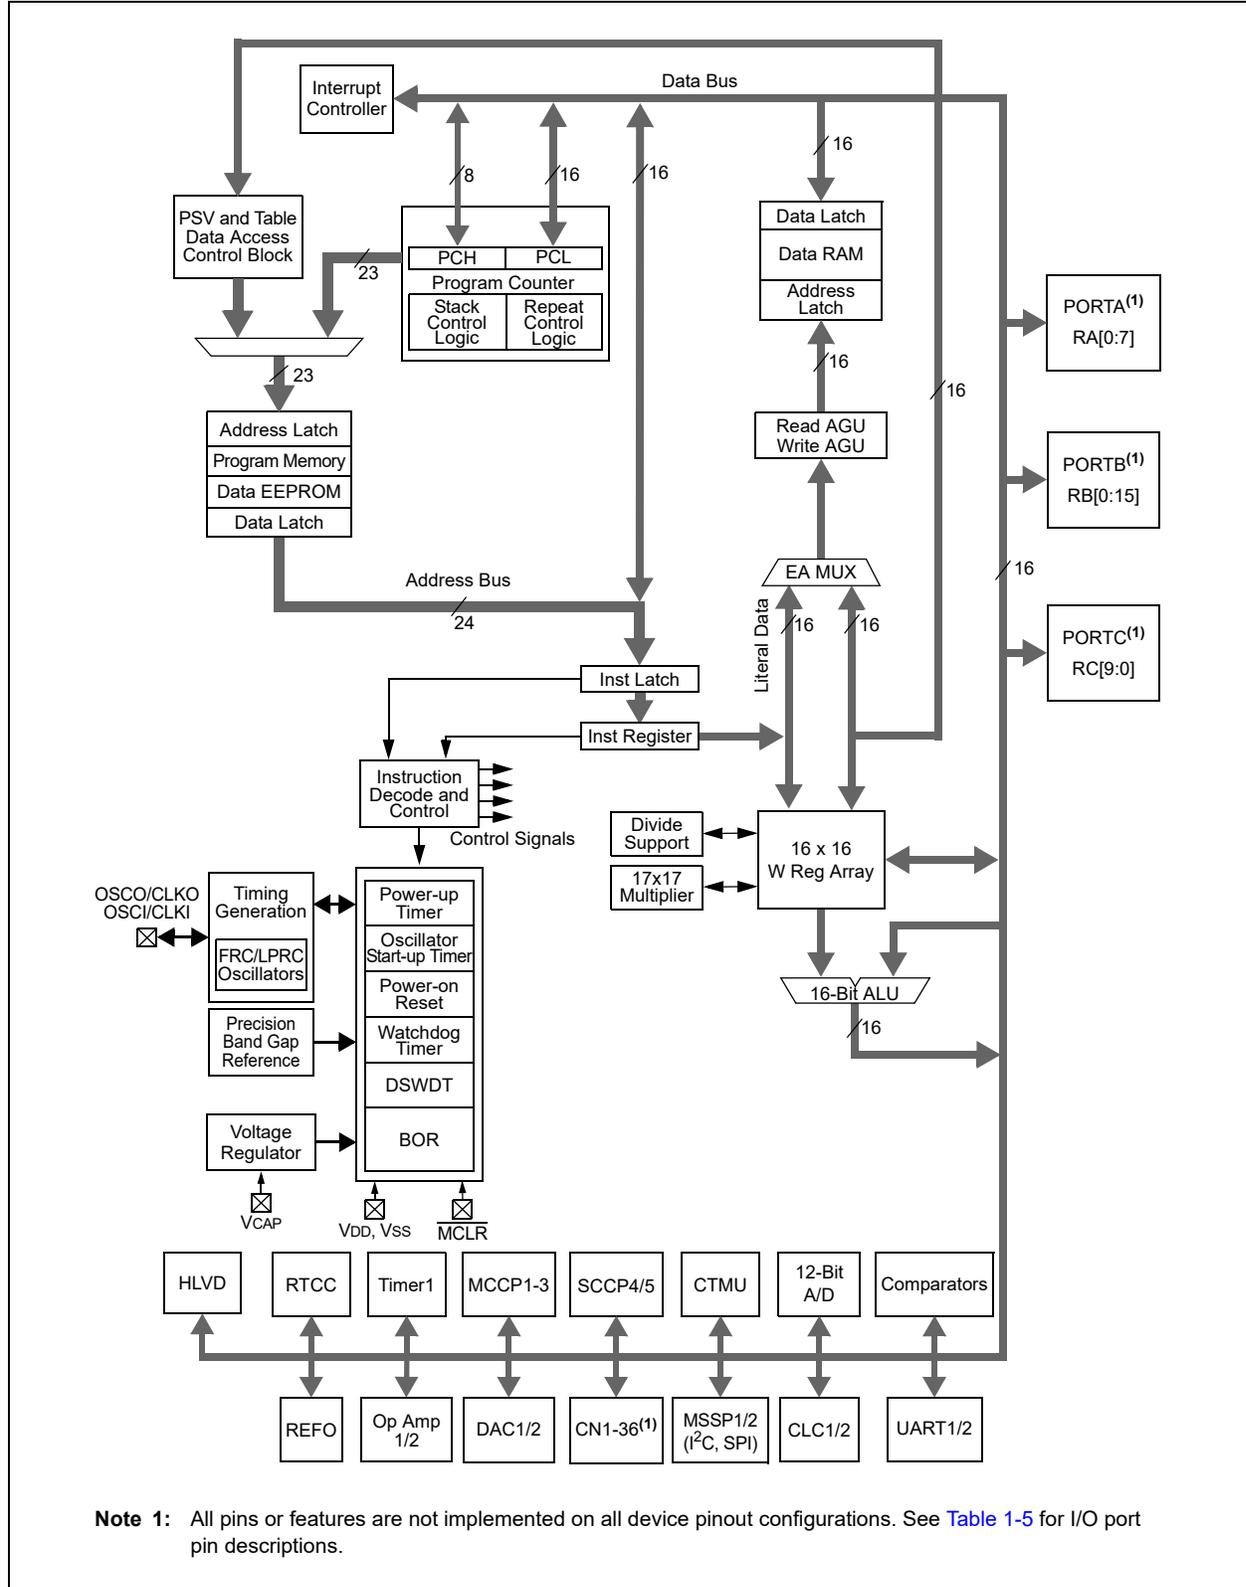 Data Bus
Interrupt
Controller
16
8
16
16
PSV and Table
Data Access
Control Block
23
PCH
PCL
Program Counter
Stack
Control
Logic
Repeat
Control
Logic
Data Latch
Data RAM
Address
Latch
PORTA(1)
RA[0:7]
23
16
16
Address Latch
Program Memory
Data EEPROM
Data Latch
Read AGU
Write AGU
PORTB(1)
RB[0:15]
Address Bus
24
EA MUX
16
Literal Data
16
16
PORTC(1)
RC[9:0]
Inst Latch
Inst Register
Instruction
Decode and
Control
Control Signals
Divide
Support
17x17
Multiplier
16 x 16
W Reg Array
OSCO/CLKO
OSCI/CLKI
Timing
Generation
FRC/LPRC
Oscillators
Power-up
Timer
Oscillator
Start-up Timer
Power-on
Reset
Watchdog
Timer
DSWDT
BOR
16-Bit ALU
16
Precision
Band Gap
Reference
Voltage
Regulator
VCAP
VDD, VSS
MCLR
HLVD
RTCC
Timer1
MCCP1-3
SCCP4/5
CTMU
12-Bit
A/D
Comparators
REFO
Op Amp
1/2
DAC1/2
CN1-36(1)
MSSP1/2
(I2C, SPI)
CLC1/2
UART1/2
Note 1: All pins or features are not implemented on all device pinout configurations. See Table 1-5 for I/O port
pin descriptions.